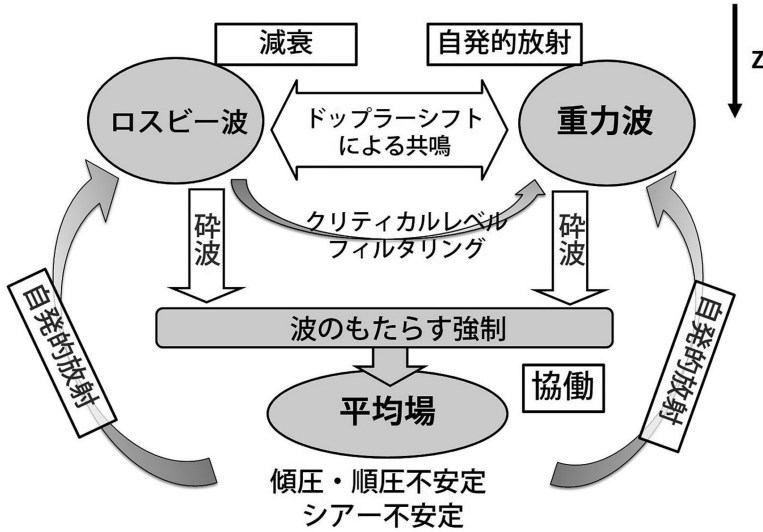 減衰
自発的放射
z
ロスビー波
ドップラーシフト
による共鳴
重力波
砕波
クリティカルレベル
フィルタリング
砕波
自発的放射
波のもたらす強制
自発的放射
協働
平均場
傾圧・順圧不安定
シアー不安定